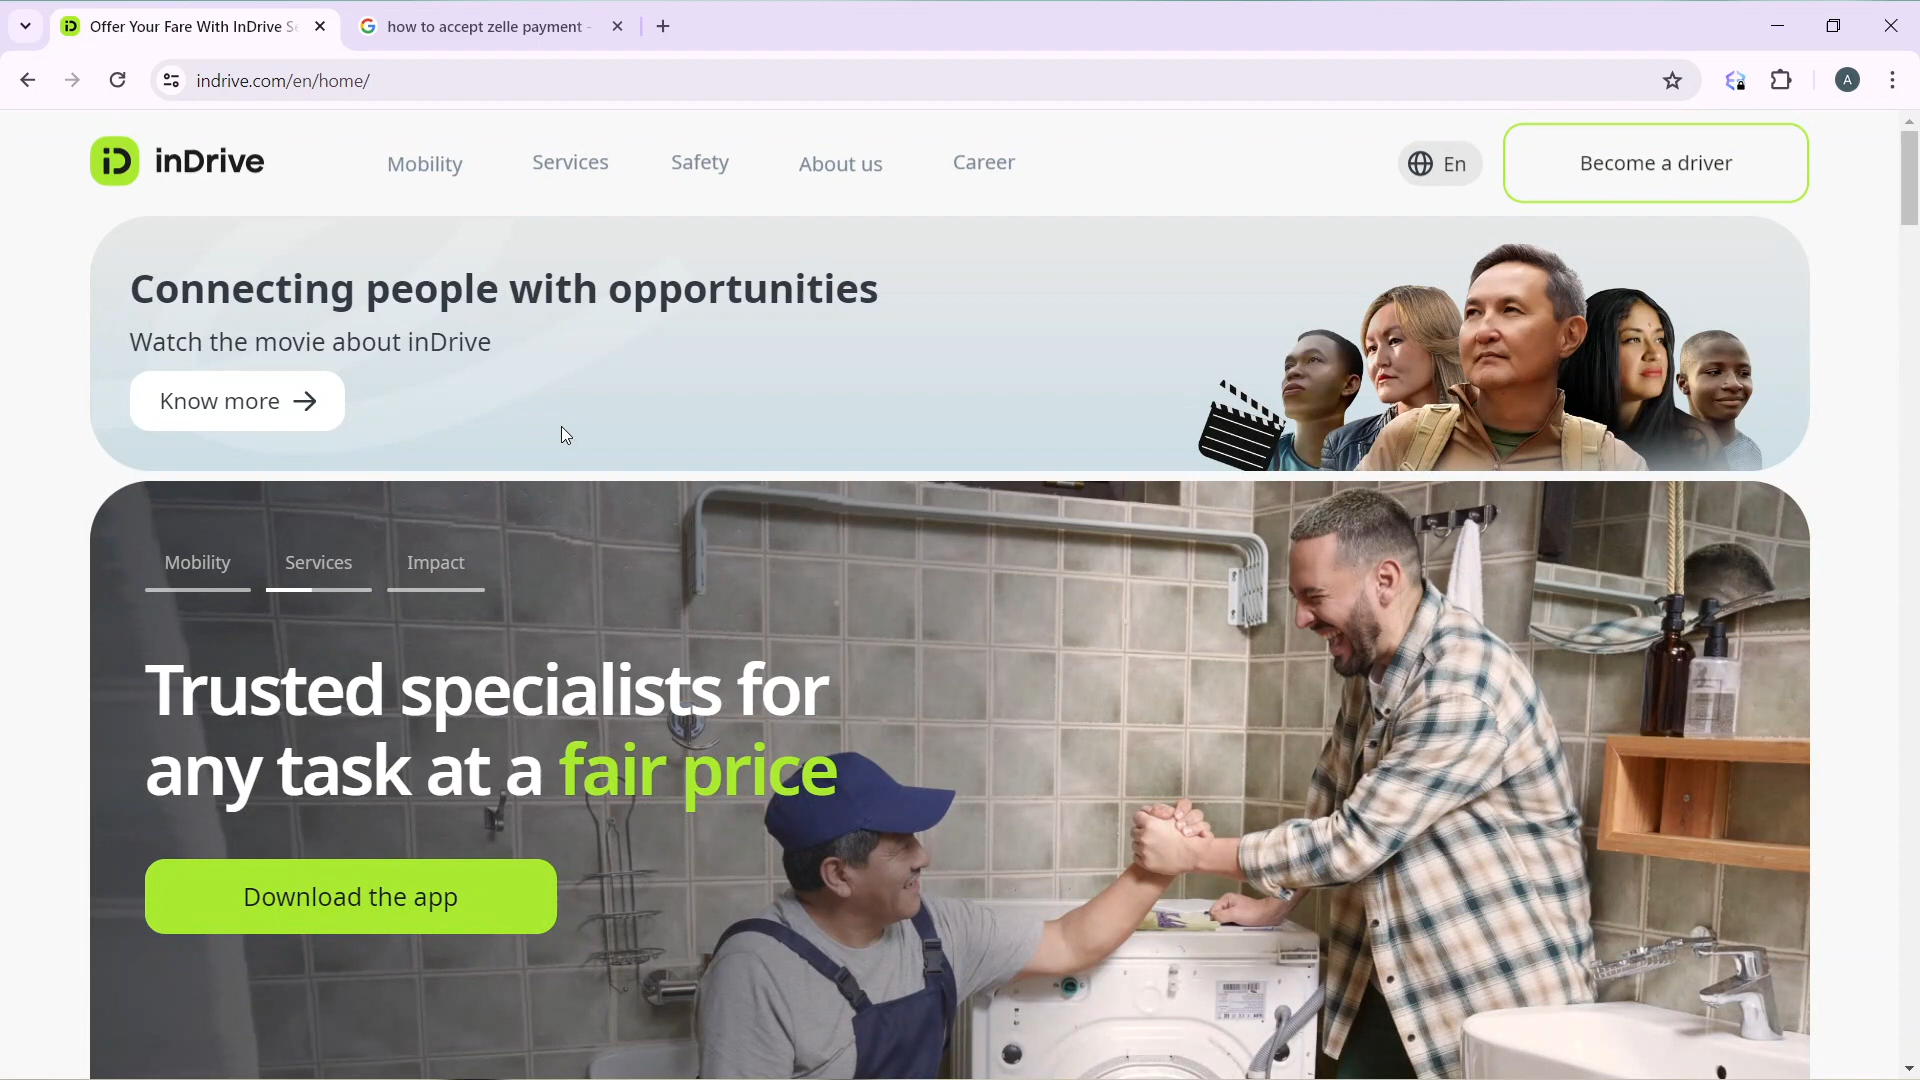 Offer Your Fare With InDrive Se
how to accept zelle payment -
indrive.com/en/home/
A
iD inDrive
Mobility
Services
Safety
About us
Career
En
Become a driver
Connecting people with opportunities
Watch the movie about inDrive
Know more
Mobility
Services
Impact
Trusted specialists for
any task at a fair price
Download the app